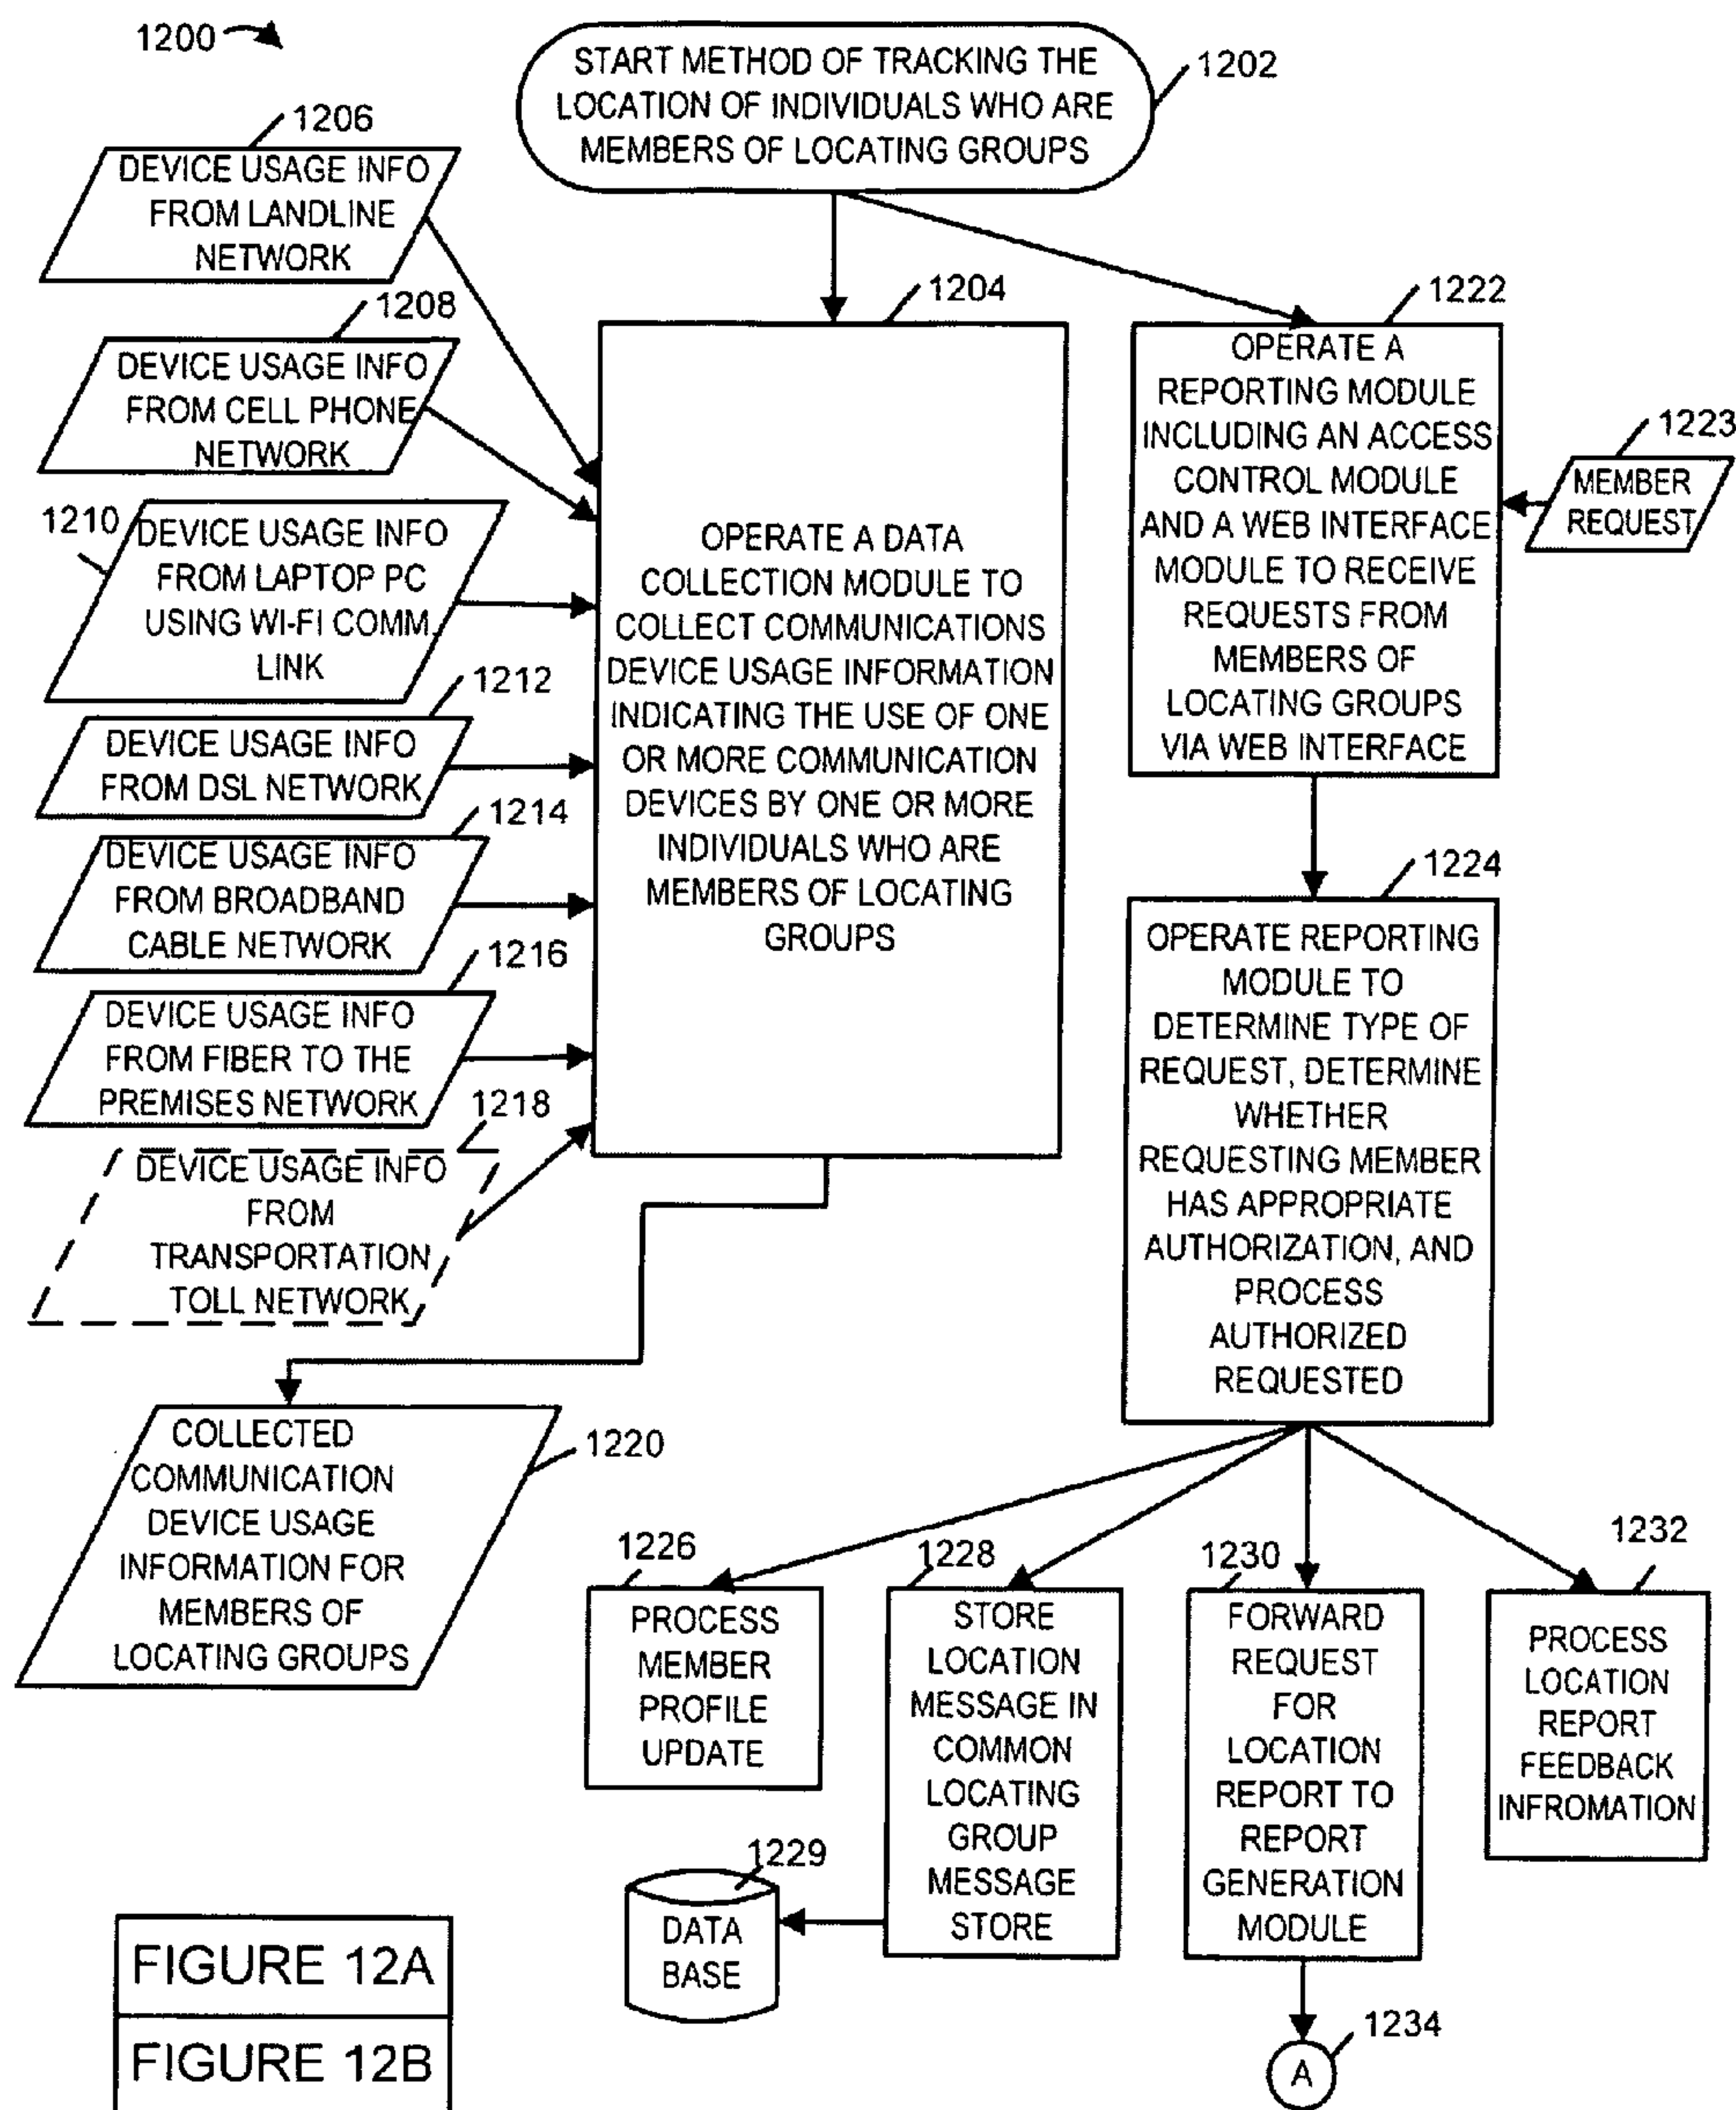 1200
START METHOD OF TRACKING THE
LOCATION OF INDIVIDUALS WHO ARE
MEMBERS OF LOCATING GROUPS
1202
1206
DEVICE USAGE INFO
FROM LANDLINE
NETWORK
1208
DEVICE USAGE INFO
FROM CELL PHONE
NETWORK
1210
DEVICE USAGE INFO
FROM LAPTOP PC
USING WI-FI COMM.
LINK
1212
DEVICE USAGE INFO
FROM DSL NETWORK
1214
DEVICE USAGE INFO
FROM BROADBAND
CABLE NETWORK
1216
DEVICE USAGE INFO
FROM FIBER TO THE
PREMISES NETWORK
1218
DEVICE USAGE INFO
FROM
TRANSPORTATION
TOLL NETWORK
1204
OPERATE A DATA
COLLECTION MODULE TO
COLLECT COMMUNICATIONS
DEVICE USAGE INFORMATION
INDICATING THE USE OF ONE
OR MORE COMMUNICATION
DEVICES BY ONE OR MORE
INDIVIDUALS WHO ARE
MEMBERS OF LOCATING
GROUPS
1222
OPERATE A
REPORTING MODULE
INCLUDING AN ACCESS
CONTROL MODULE
AND A WEB INTERFACE
MODULE TO RECEIVE
REQUESTS FROM
MEMBERS OF
LOCATING GROUPS
VIA WEB INTERFACE
1223
MEMBER
REQUEST
1224
OPERATE REPORTING
MODULE TO
DETERMINE TYPE OF
REQUEST, DETERMINE
WHETHER
REQUESTING MEMBER
HAS APPROPRIATE
AUTHORIZATION, AND
PROCESS
AUTHORIZED
REQUESTED
1220
COLLECTED
COMMUNICATION
DEVICE USAGE
INFORMATION FOR
MEMBERS OF
LOCATING GROUPS
1226
PROCESS
MEMBER
PROFILE
UPDATE
1228
STORE
LOCATION
MESSAGE IN
COMMON
LOCATING
GROUP
MESSAGE
STORE
1229
DATA
BASE
1230
FORWARD
REQUEST
FOR
LOCATION
REPORT TO
REPORT
GENERATION
MODULE
1232
PROCESS
LOCATION
REPORT
FEEDBACK
INFROMATION
1234
A
FIGURE 12A
FIGURE 12B